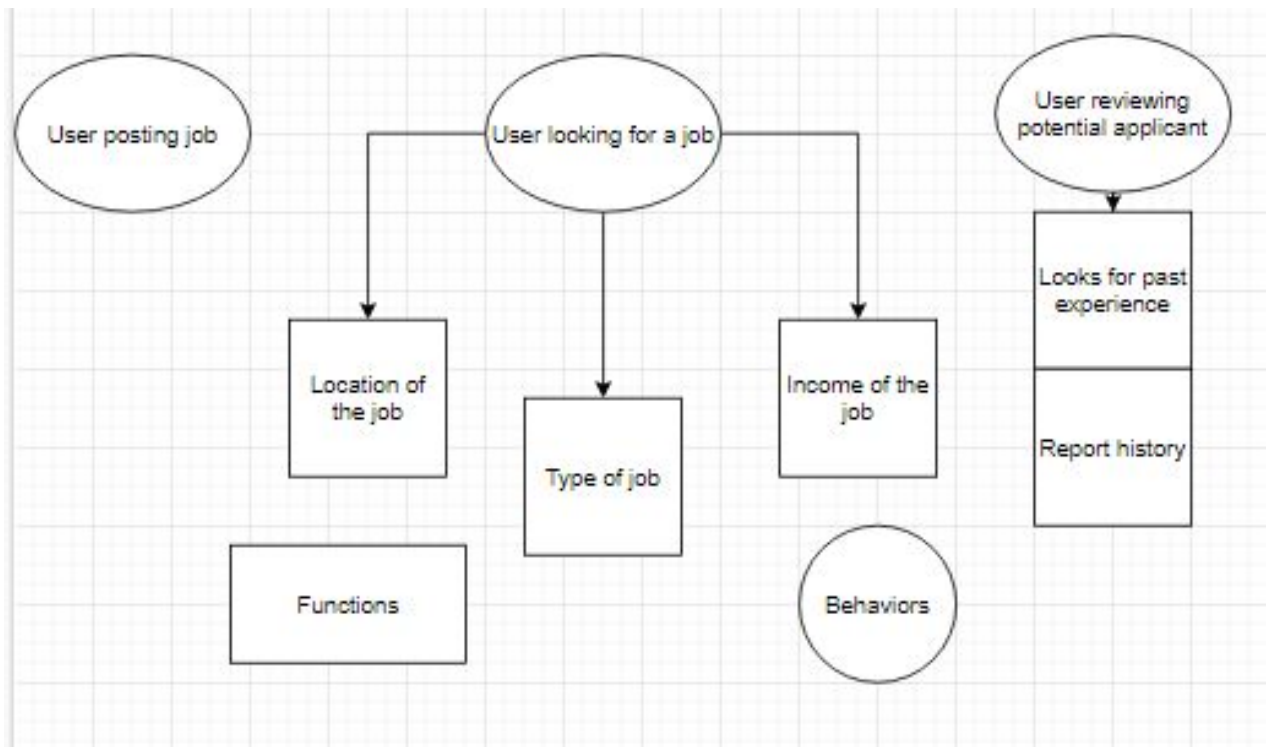 User posting job
User looking for a job
User reviewing
potential applicant
Looks for past
experience
Location of
the job
Income of the
job
Type of job
Report history
Functions
Behaviors